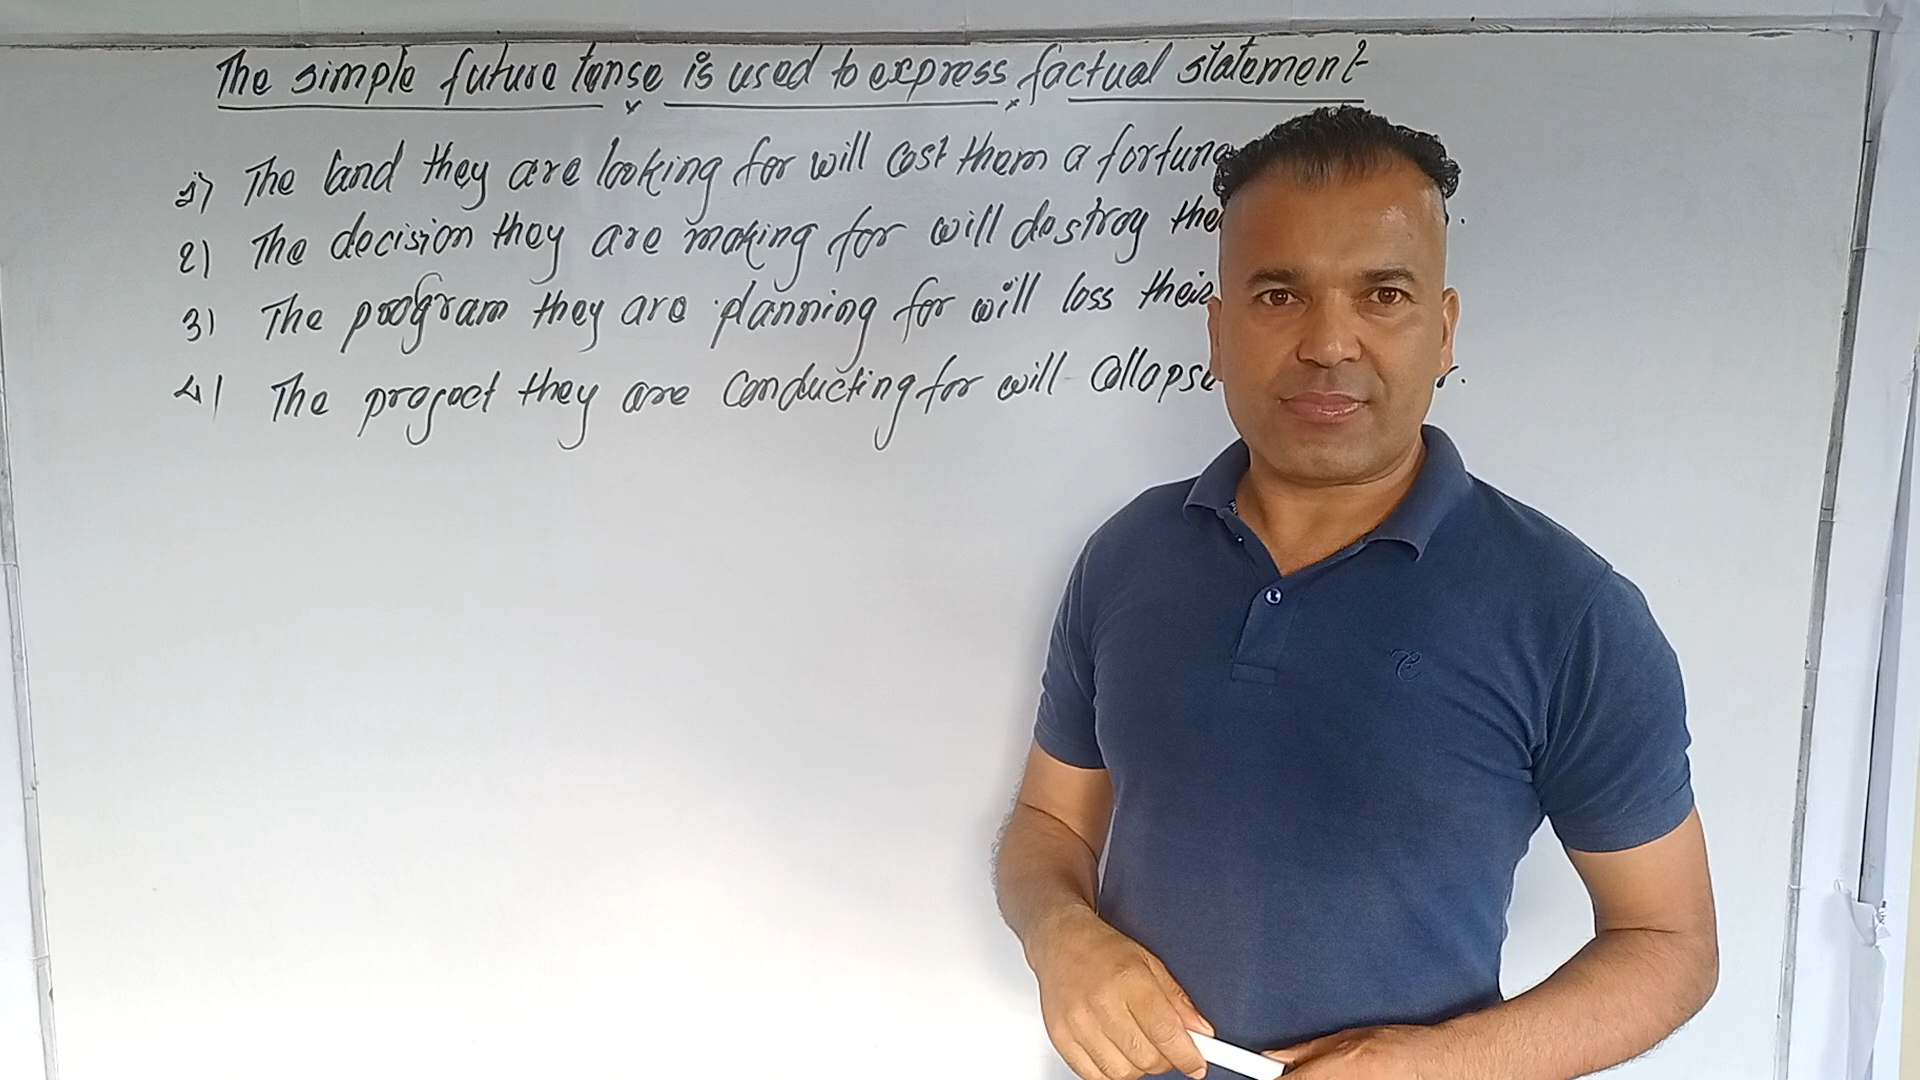 The simple future tense is used to express factual statement
1) The land they are looking for will cost them a fortune
2) The decision they are making for will destroy
3) The program they are planning for will loss their
4) The project they are conducting for will collapse